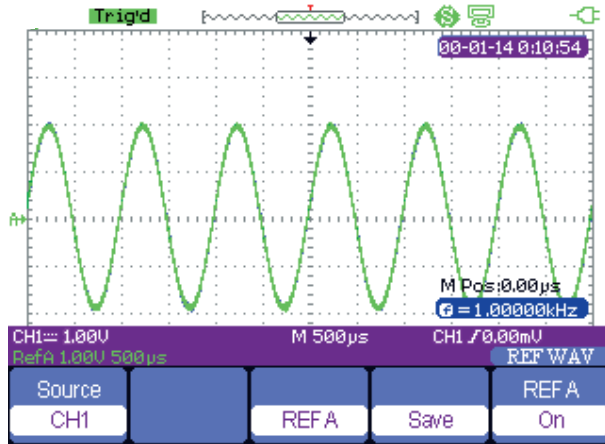 Trig'd
T
00-01-14 0:10:54
A
M Pos:0.00µs
f = 1.00000kHz
CH1 1.00V M 500µs CH1 0.00mV
RefA 1.00V 500µs REF WAV
Source REF A
CH1 REF A Save On